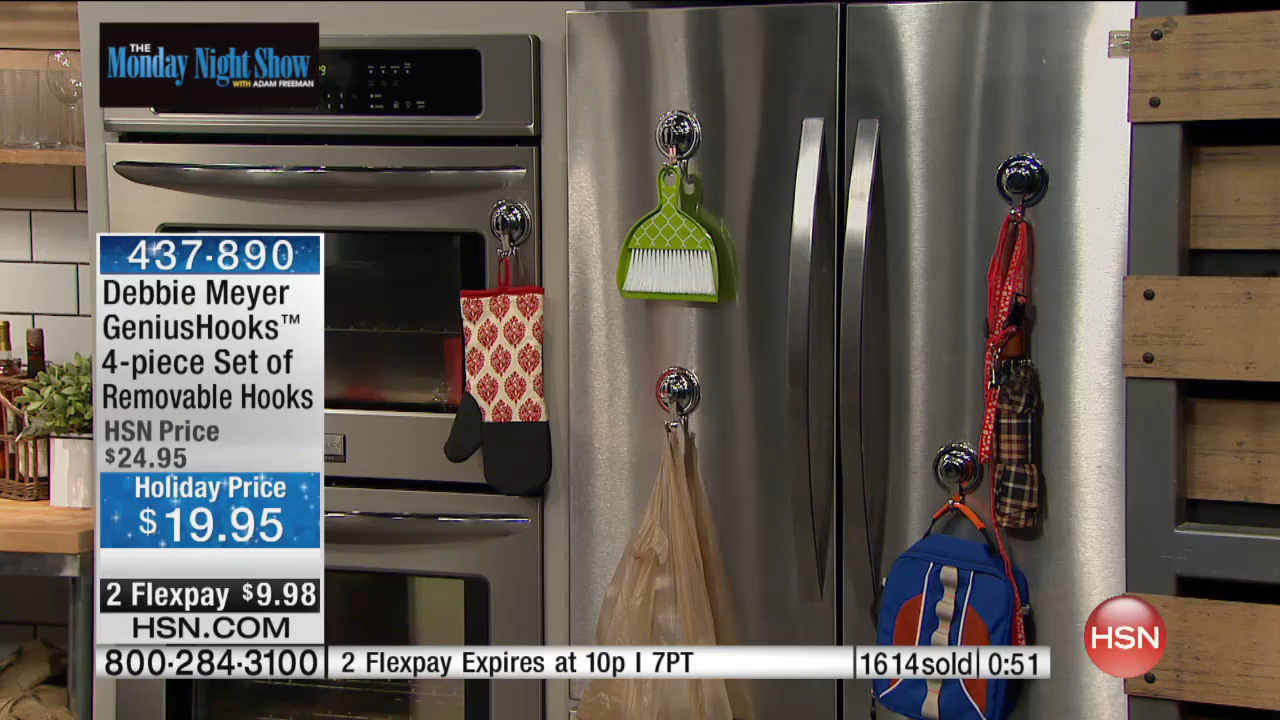 THE
Monday Night Show
WITH ADAM FREEMAN
437-890
Debbie Meyer
GeniusHooks™
4-piece Set of
Removable Hooks
HSN Price
$24.95
Holiday Price
$19.95
2 Flexpay $9.98
HSN.COM
800-284-3100
2 Flexpay Expires at 10p | 7PT
1614 sold
0:51
HSN